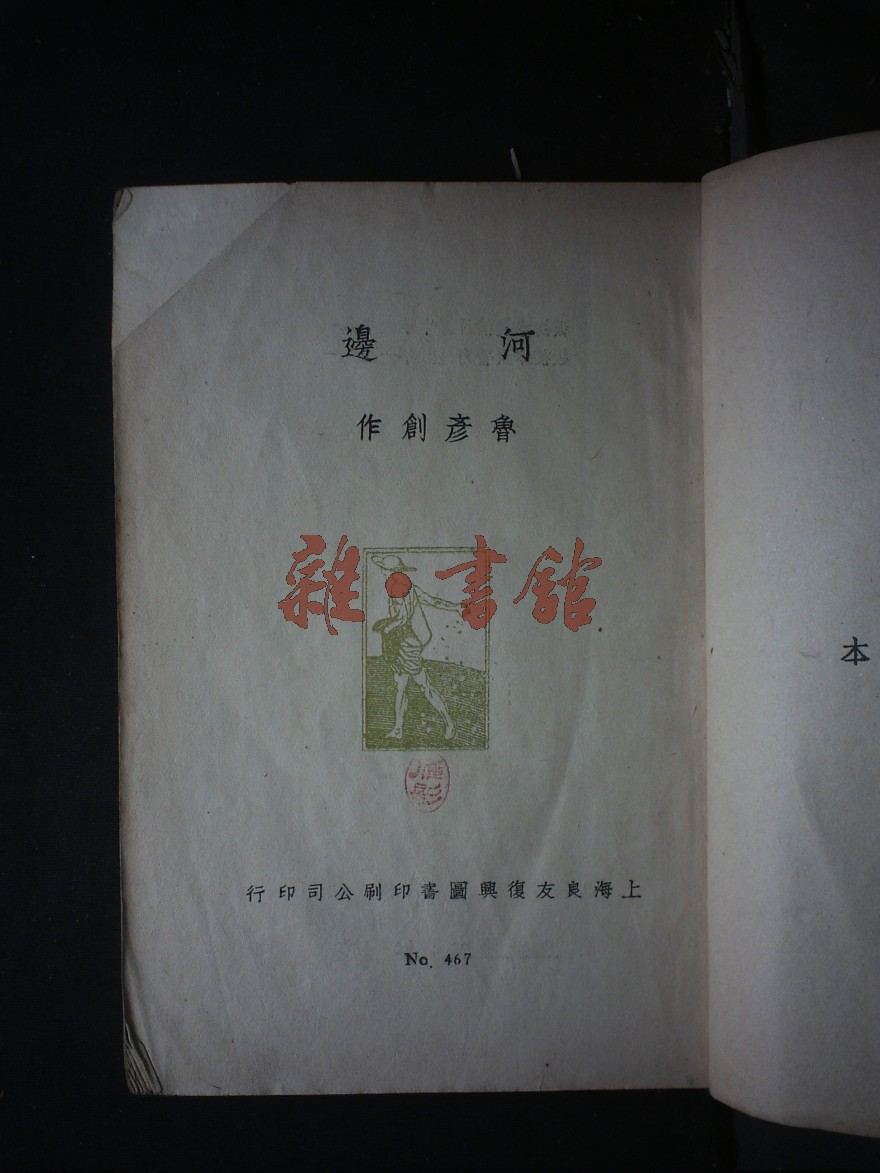 河邊
魯彥創作
雜·書館
上海良友復興圖書印刷公司印行
No. 467
本